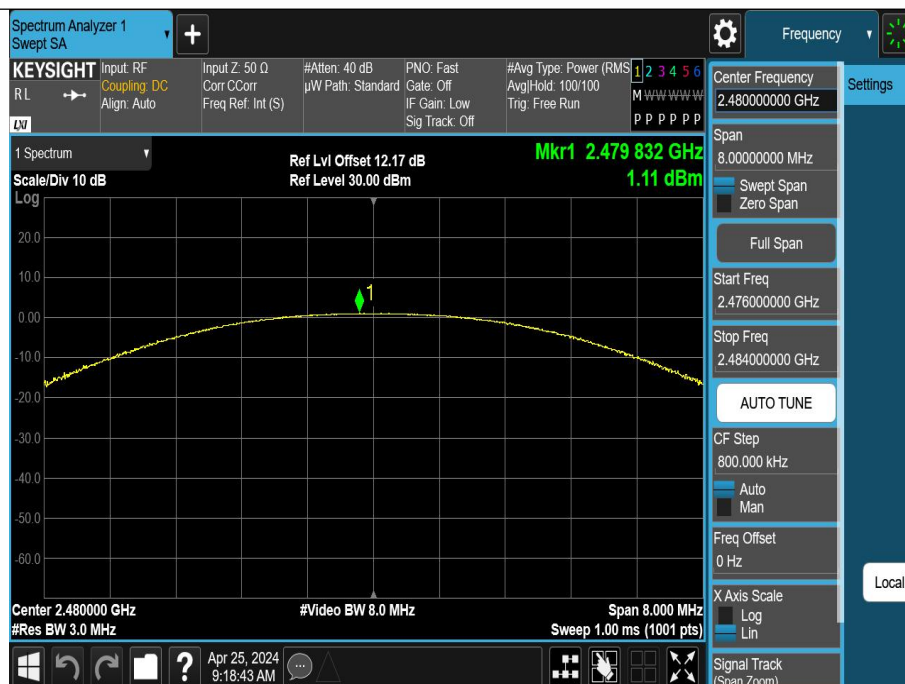 Spectrum Analyzer 1
Swept SA
+
Frequency
KEYSIGHT
RL
LXI
Input: RF
Coupling: DC
Align: Auto
Input Z: 50 Ω
Corr CCorr
Freq Ref: Int (S)
#Atten: 40 dB
µW Path: Standard
PNO: Fast
Gate: Off
IF Gain: Low
Sig Track: Off
#Avg Type: Power (RMS
Avg|Hold: 100/100
Trig: Free Run
1 2 3 4 5 6
M W W W W W
P P P P P P
Settings
Center Frequency
2.480000000 GHz
Span
8.00000000 MHz
Swept Span
Zero Span
Full Span
Start Freq
2.476000000 GHz
Stop Freq
2.484000000 GHz
AUTO TUNE
CF Step
800.000 kHz
Auto
Man
Freq Offset
0 Hz
X Axis Scale
Log
Lin
Signal Track
(Span Zoom)
Local
1 Spectrum
Scale/Div 10 dB
Log
Ref Lvl Offset 12.17 dB
Ref Level 30.00 dBm
Mkr1 2.479 832 GHz
1.11 dBm
1
20.0
10.0
0.00
-10.0
-20.0
-30.0
-40.0
-50.0
-60.0
Center 2.480000 GHz
#Res BW 3.0 MHz
#Video BW 8.0 MHz
Span 8.000 MHz
Sweep 1.00 ms (1001 pts)
?
Apr 25, 2024
9:18:43 AM